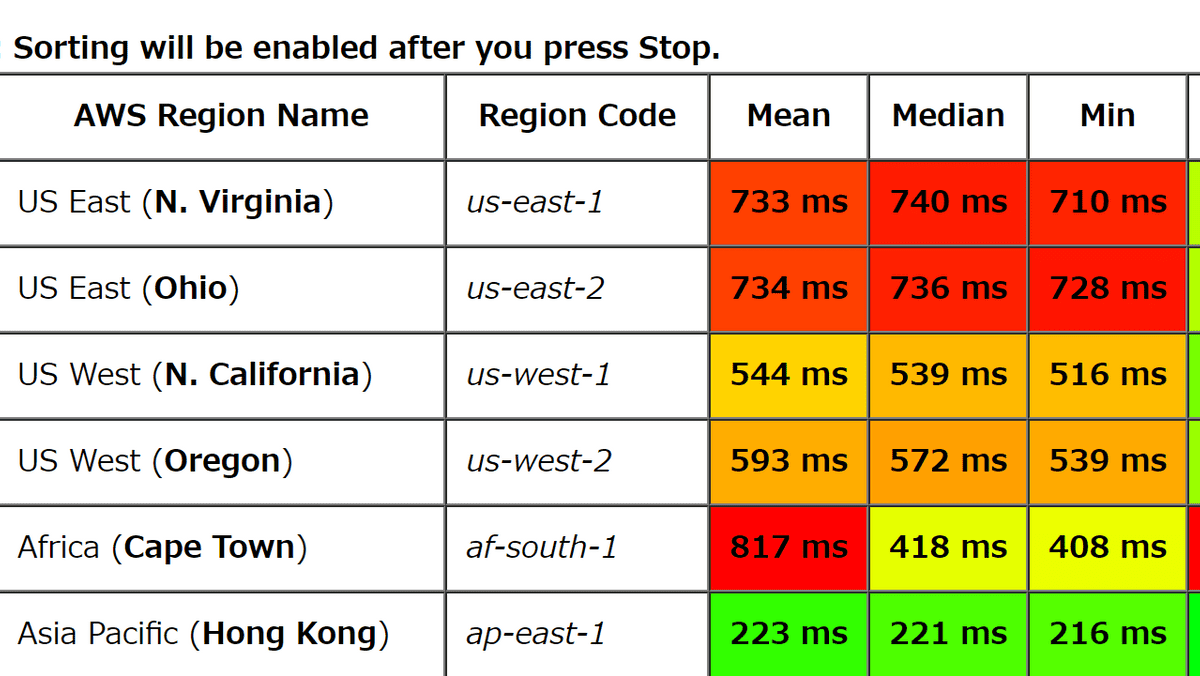 Sorting will be enabled after you press Stop.
AWS Region Name Region Code Mean Median Min
US East (N. Virginia) us-east-1 733 ms 740 ms 710 ms
US East (Ohio) us-east-2 734 ms 736 ms 728 ms
US West (N. California) us-west-1 544 ms 539 ms 516 ms
US West (Oregon) us-west-2 593 ms 572 ms 539 ms
Africa (Cape Town) af-south-1 817 ms 418 ms 408 ms
Asia Pacific (Hong Kong) ap-east-1 223 ms 221 ms 216 ms